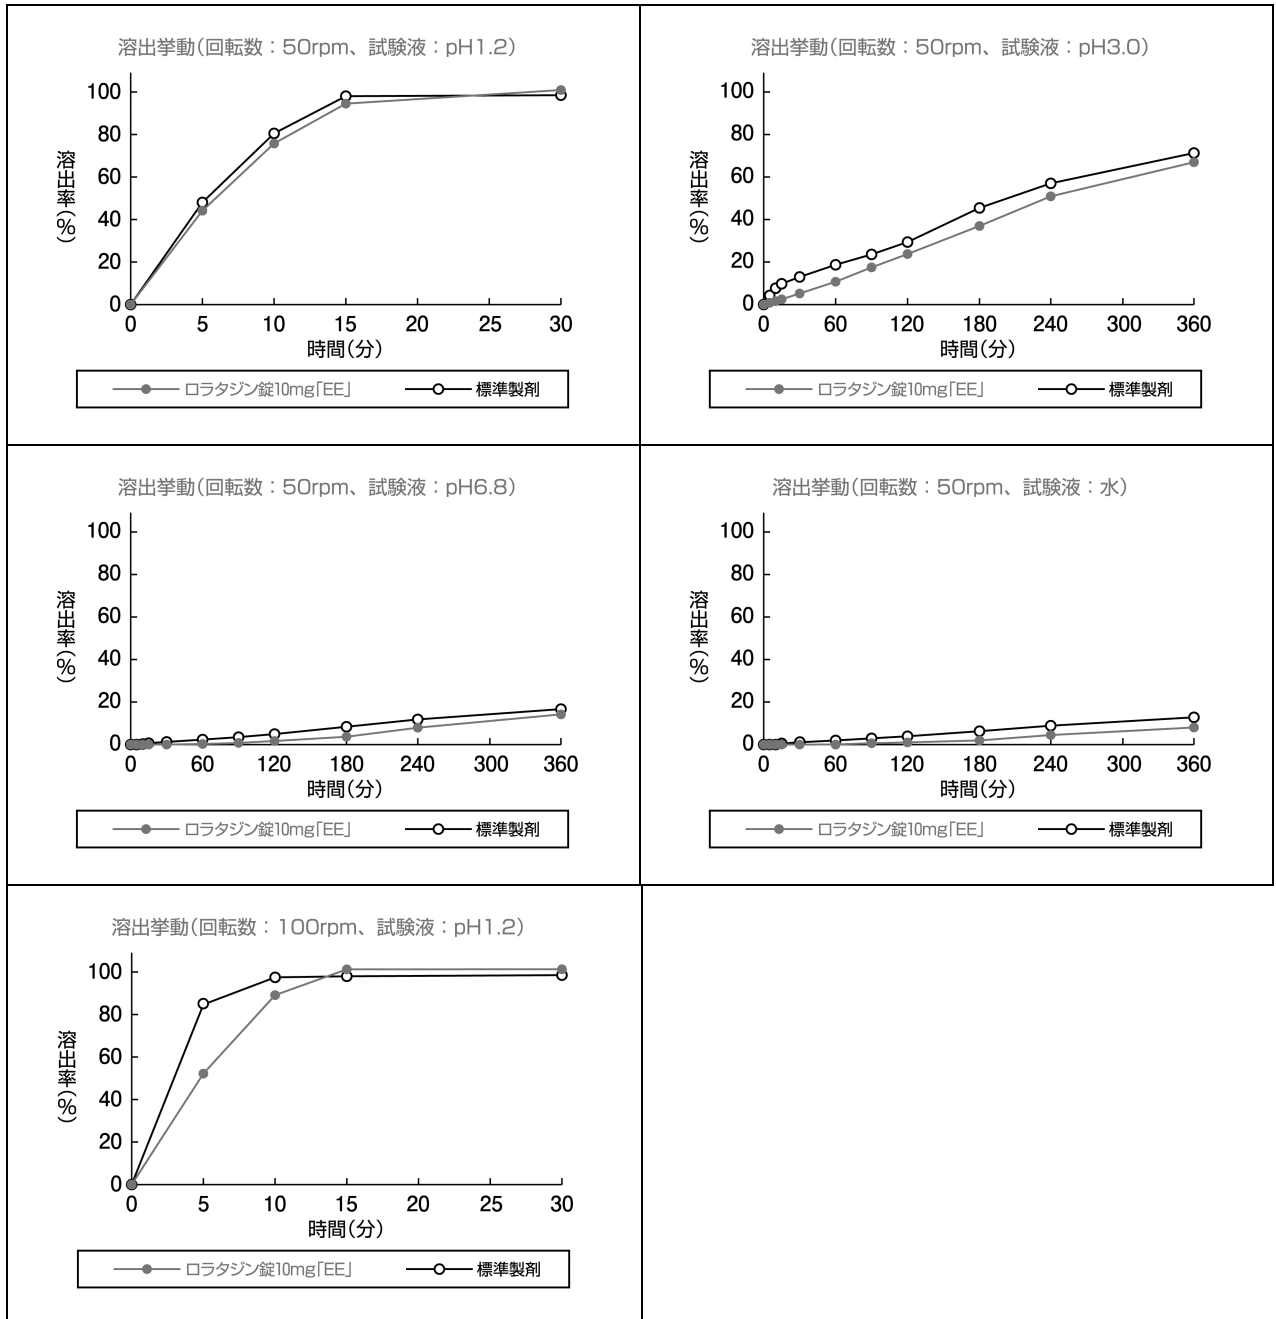 溶出挙動(回転数：50rpm、試験液：pH1.2)
溶出率(%)
100
80
60
40
20
0
0 5 10 15 20 25 30
時間(分)
ロラタジン錠10mg「EE」 標準製剤
溶出挙動(回転数：50rpm、試験液：pH3.0)
溶出率(%)
100
80
60
40
20
0
0 60 120 180 240 300 360
時間(分)
ロラタジン錠10mg「EE」 標準製剤
溶出挙動(回転数：50rpm、試験液：pH6.8)
溶出率(%)
100
80
60
40
20
0
0 60 120 180 240 300 360
時間(分)
ロラタジン錠10mg「EE」 標準製剤
溶出挙動(回転数：50rpm、試験液：水)
溶出率(%)
100
80
60
40
20
0
0 60 120 180 240 300 360
時間(分)
ロラタジン錠10mg「EE」 標準製剤
溶出挙動(回転数：100rpm、試験液：pH1.2)
溶出率(%)
100
80
60
40
20
0
0 5 10 15 20 25 30
時間(分)
ロラタジン錠10mg「EE」 標準製剤